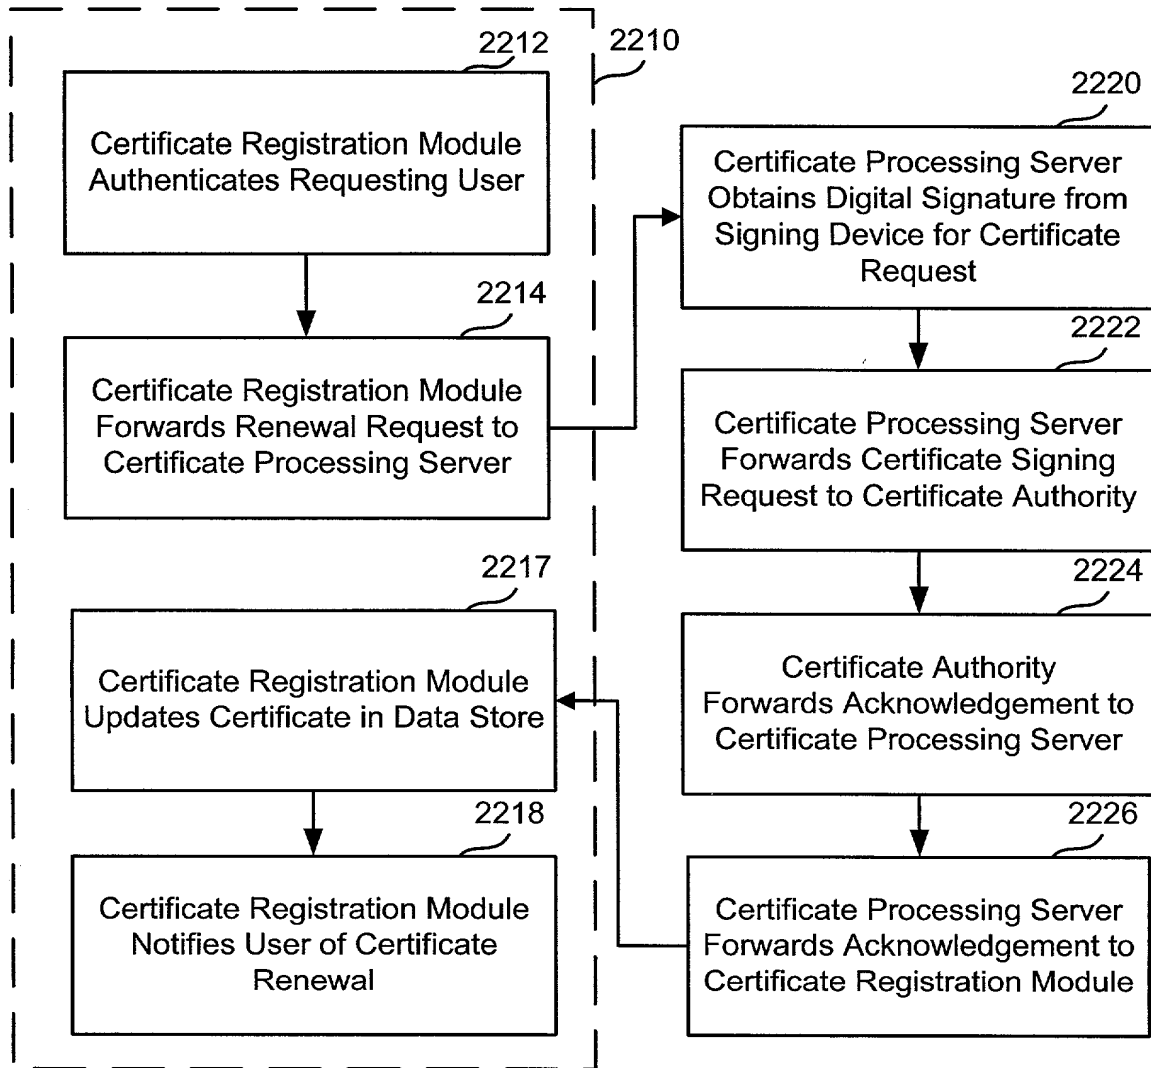 2212
2210
Certificate Registration Module
Authenticates Requesting User
2214
Certificate Registration Module
Forwards Renewal Request to
Certificate Processing Server
2217
Certificate Registration Module
Updates Certificate in Data Store
2218
Certificate Registration Module
Notifies User of Certificate
Renewal
2220
Certificate Processing Server
Obtains Digital Signature from
Signing Device for Certificate
Request
2222
Certificate Processing Server
Forwards Certificate Signing
Request to Certificate Authority
2224
Certificate Authority
Forwards Acknowledgement to
Certificate Processing Server
2226
Certificate Processing Server
Forwards Acknowledgement to
Certificate Registration Module